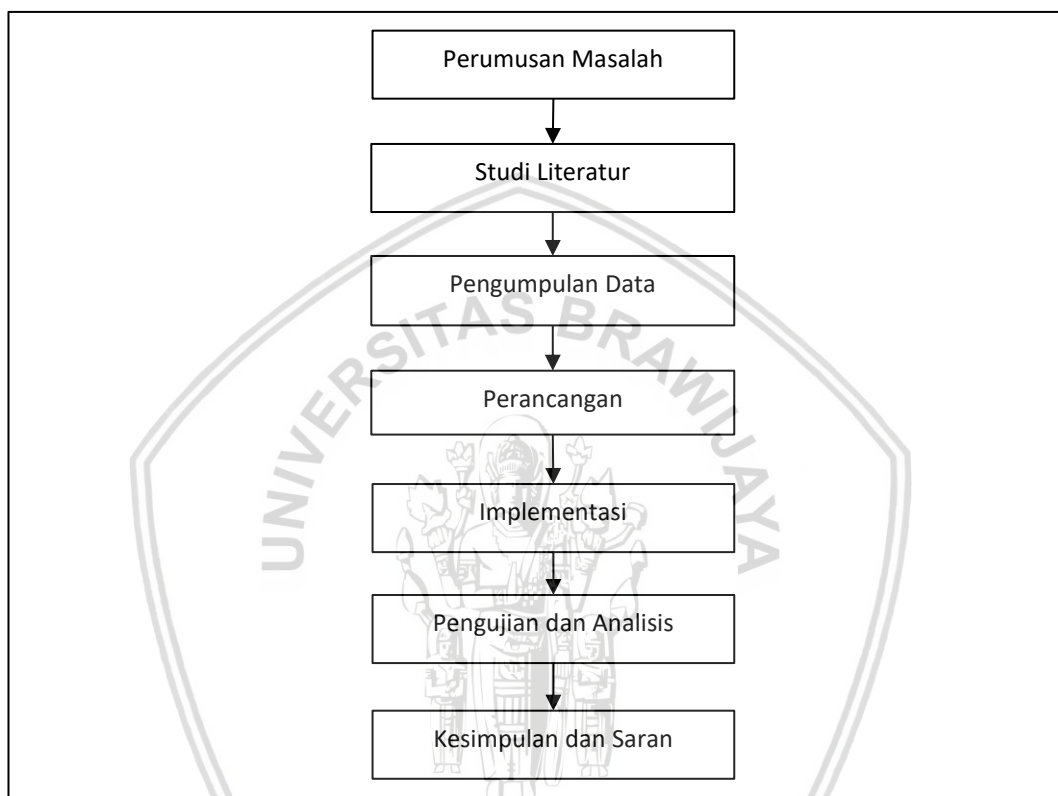 Perumusan Masalah
Studi Literatur
Pengumpulan Data
UNIVERSITAS BRAWIJAYA
Perancangan
Implementasi
Pengujian dan Analisis
Kesimpulan dan Saran